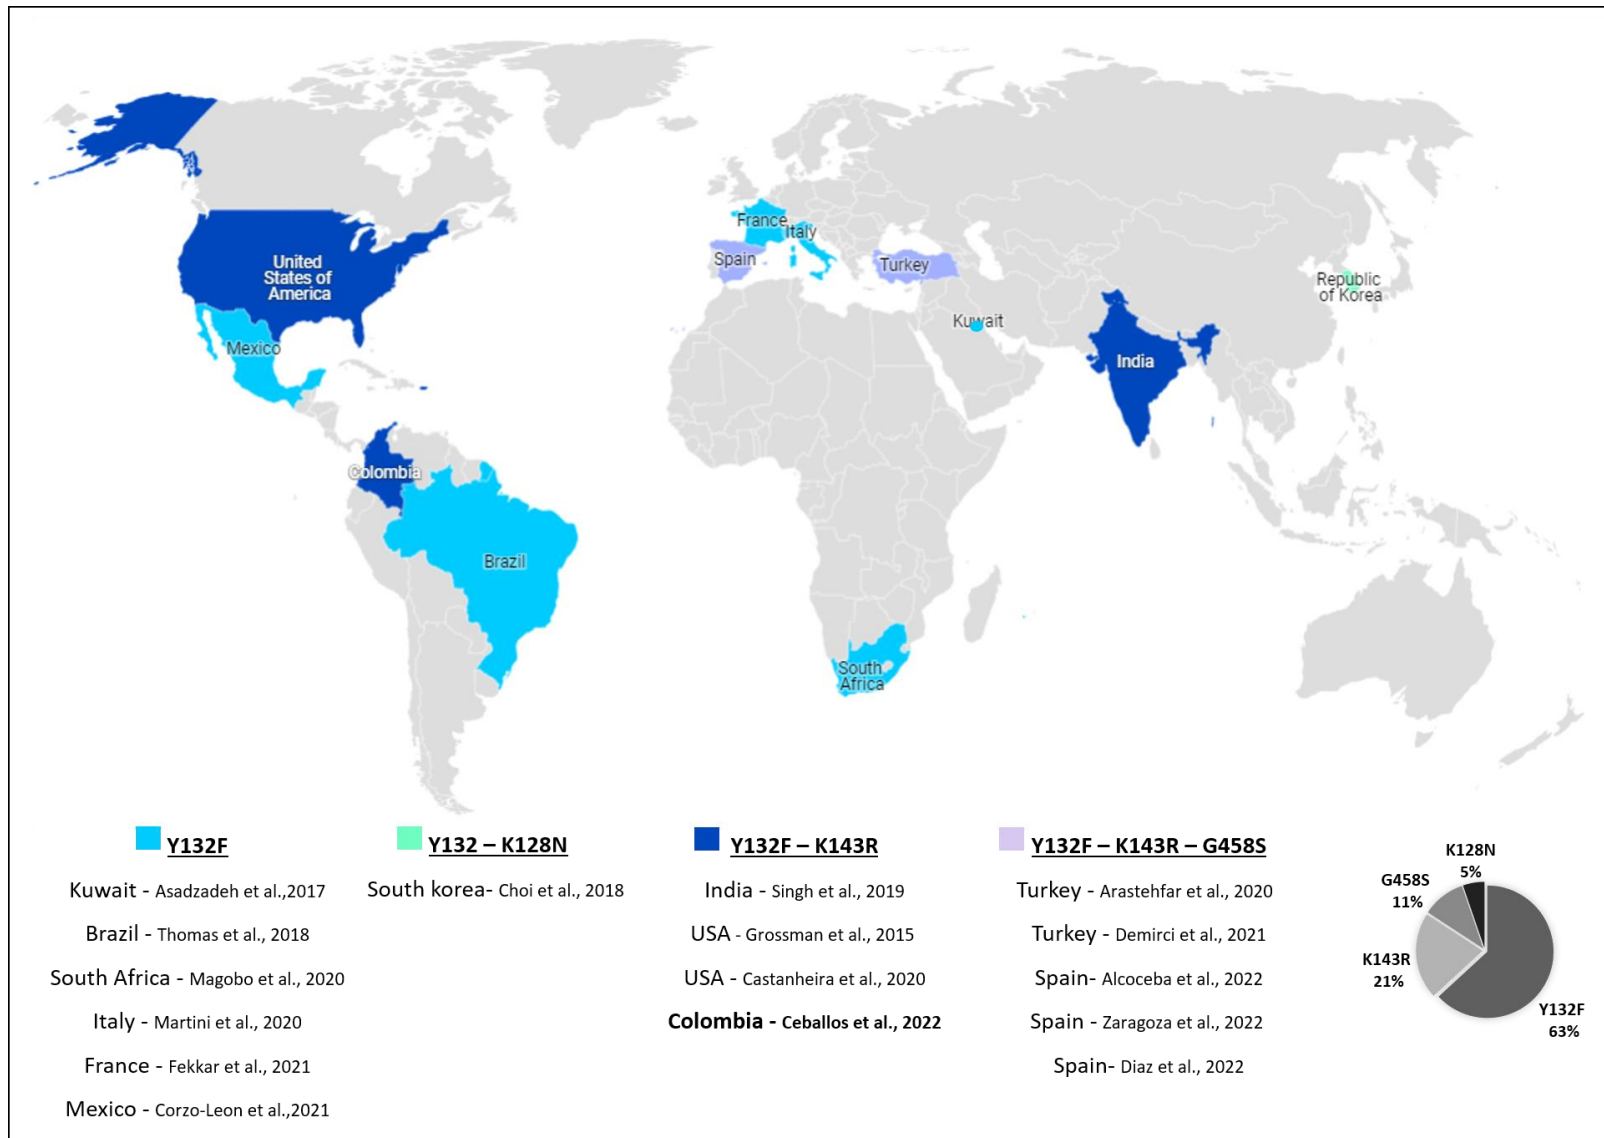 France
Italy
Spain
Turkey
United
States of
America
Republic
of Korea
Kuwait
Mexico
India
Colombia
Brazil
South
Africa
Y132F
Kuwait - Asadzadeh et al.,2017
Brazil - Thomas et al., 2018
South Africa - Magobo et al., 2020
Italy - Martini et al., 2020
France - Fekkar et al., 2021
Mexico - Corzo-Leon et al.,2021
Y132 – K128N
South korea- Choi et al., 2018
Y132F – K143R
India - Singh et al., 2019
USA - Grossman et al., 2015
USA - Castanheira et al., 2020
Colombia - Ceballos et al., 2022
Y132F – K143R – G458S
Turkey - Arastehfar et al., 2020
Turkey - Demirci et al., 2021
Spain- Alcoceba et al., 2022
Spain - Zaragoza et al., 2022
Spain- Diaz et al., 2022
K128N
5%
G458S
11%
K143R
21%
Y132F
63%